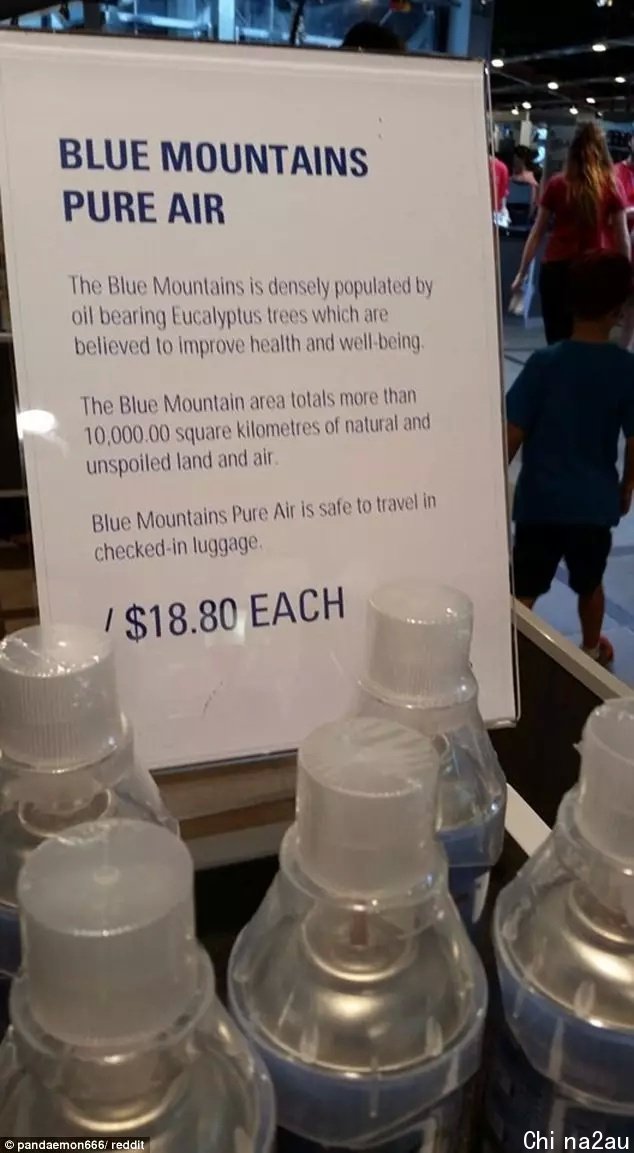 BLUE MOUNTAINS
PURE AIR
The Blue Mountains is densely populated by
oil bearing Eucalyptus trees which are
believed to improve health and well-being.
The Blue Mountain area totals more than
10,000.00 square kilometres of natural and
unspoiled land and air.
Blue Mountains Pure Air is safe to travel in
checked-in luggage.
/ $18.80 EACH
© pandaemon666/ reddit
Chi na2au